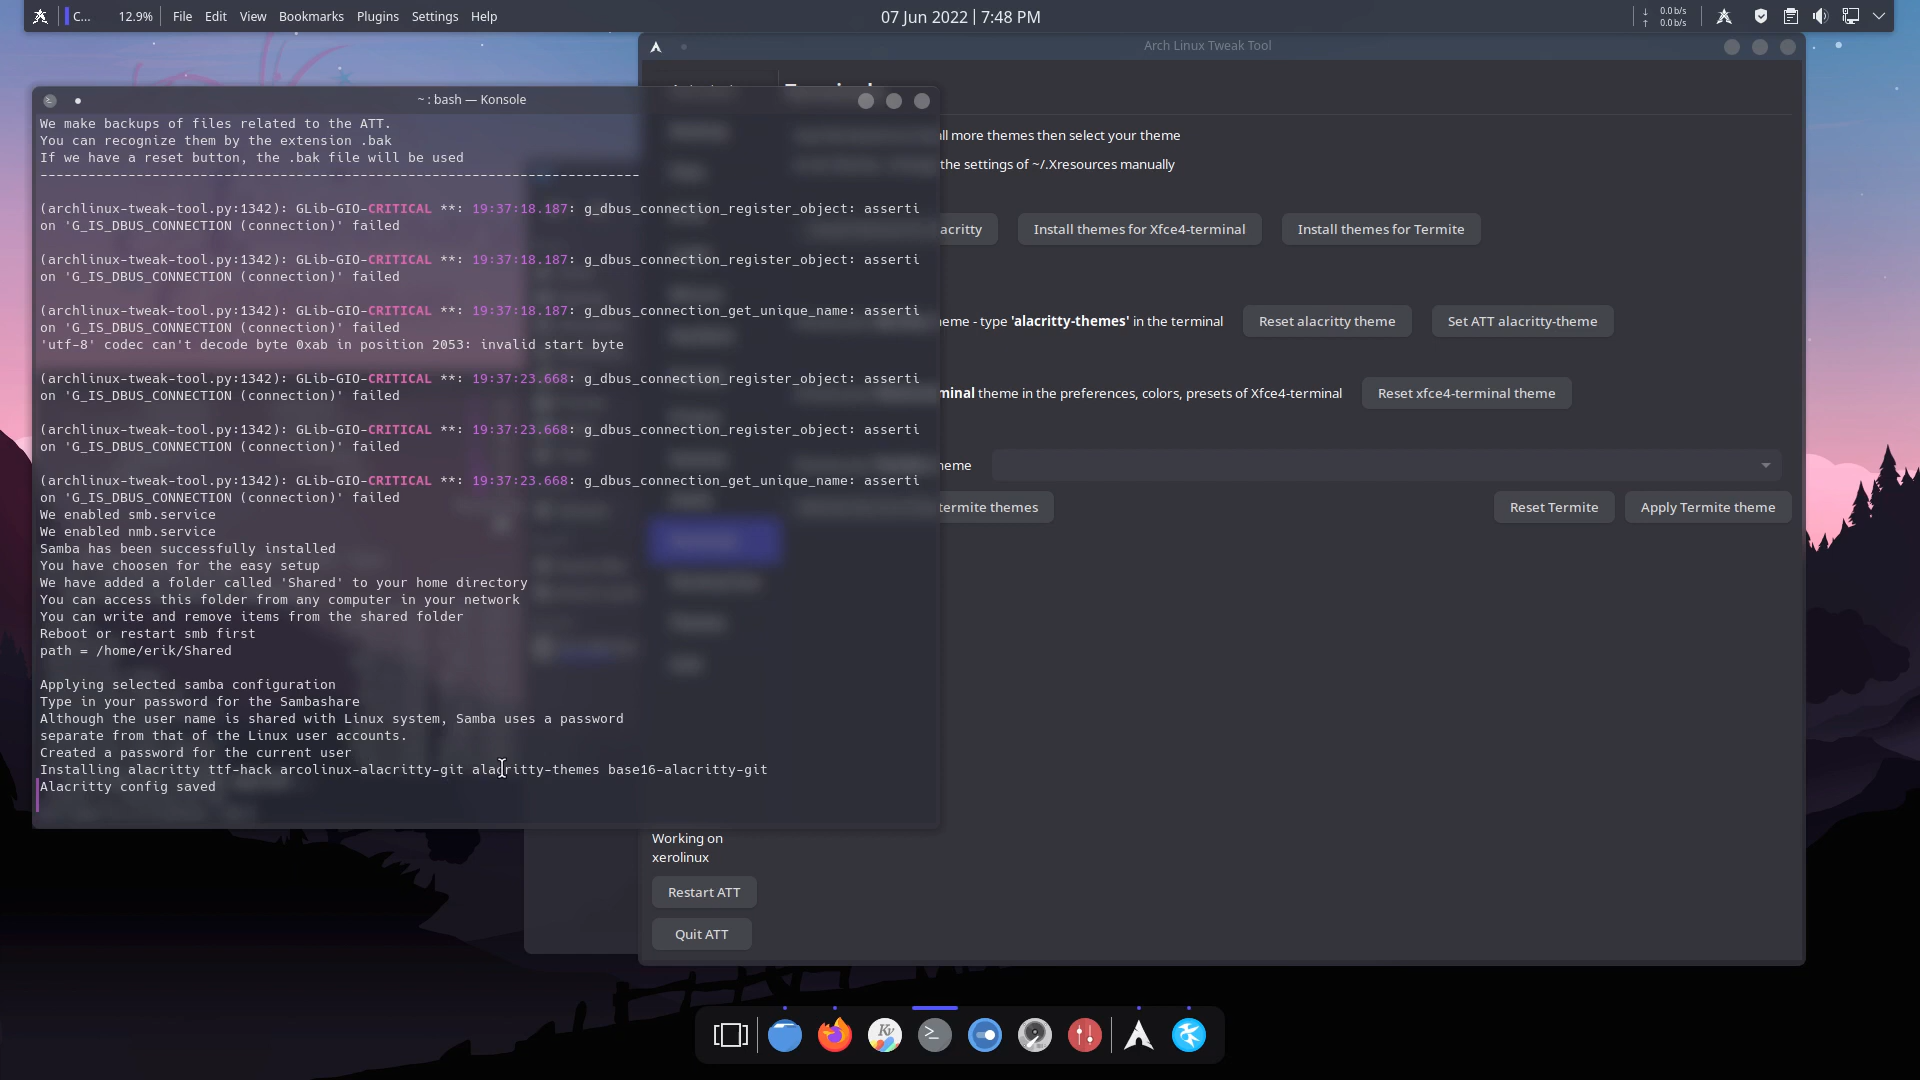 C...
12.9%
File Edit View Bookmarks Plugins Settings Help
07 Jun 2022 | 7:48 PM
↓ 0.0 b/s
↑ 0.0 b/s
Arch Linux Tweak Tool
~ : bash — Konsole
We make backups of files related to the ATT.
You can recognize them by the extension .bak
If we have a reset button, the .bak file will be used
---------------------------------------------------------------------------
(archlinux-tweak-tool.py:1342): GLib-GIO-CRITICAL **: 19:37:18.187: g_dbus_connection_register_object: asserti
on 'G_IS_DBUS_CONNECTION (connection)' failed
(archlinux-tweak-tool.py:1342): GLib-GIO-CRITICAL **: 19:37:18.187: g_dbus_connection_register_object: asserti
on 'G_IS_DBUS_CONNECTION (connection)' failed
(archlinux-tweak-tool.py:1342): GLib-GIO-CRITICAL **: 19:37:18.187: g_dbus_connection_get_unique_name: asserti
on 'G_IS_DBUS_CONNECTION (connection)' failed
'utf-8' codec can't decode byte 0xab in position 2053: invalid start byte
(archlinux-tweak-tool.py:1342): GLib-GIO-CRITICAL **: 19:37:23.668: g_dbus_connection_register_object: asserti
on 'G_IS_DBUS_CONNECTION (connection)' failed
(archlinux-tweak-tool.py:1342): GLib-GIO-CRITICAL **: 19:37:23.668: g_dbus_connection_register_object: asserti
on 'G_IS_DBUS_CONNECTION (connection)' failed
(archlinux-tweak-tool.py:1342): GLib-GIO-CRITICAL **: 19:37:23.668: g_dbus_connection_get_unique_name: asserti
on 'G_IS_DBUS_CONNECTION (connection)' failed
We enabled smb.service
We enabled nmb.service
Samba has been successfully installed
You have choosen for the easy setup
We have added a folder called 'Shared' to your home directory
You can access this folder from any computer in your network
You can write and remove items from the shared folder
Reboot or restart smb first
path = /home/erik/Shared
Applying selected samba configuration
Type in your password for the Sambashare
Although the user name is shared with Linux system, Samba uses a password
separate from that of the Linux user accounts.
Created a password for the current user
Installing alacritty ttf-hack arcolinux-alacritty-git alacritty-themes base16-alacritty-git
Alacritty config saved
ll more themes then select your theme
the settings of ~/.Xresources manually
acritty
Install themes for Xfce4-terminal
Install themes for Termite
eme - type 'alacritty-themes' in the terminal
Reset alacritty theme
Set ATT alacritty-theme
minal theme in the preferences, colors, presets of Xfce4-terminal
Reset xfce4-terminal theme
heme
termite themes
Reset Termite
Apply Termite theme
Working on
xerolinux
Restart ATT
Quit ATT
Kv